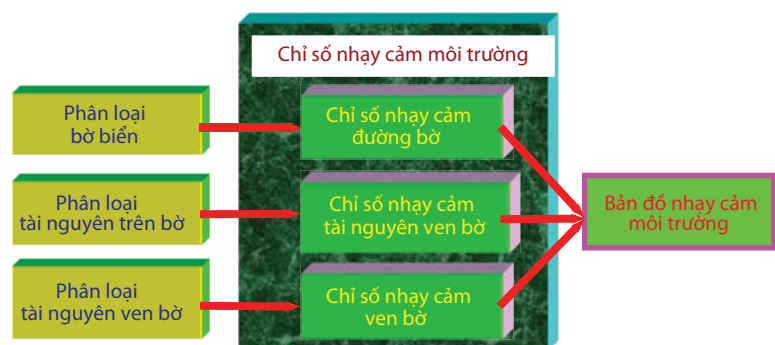 Chỉ số nhạy cảm môi trường
Phân loại
bờ biển
Chỉ số nhạy cảm
đường bờ
Phân loại
tài nguyên trên bờ
Chỉ số nhạy cảm
tài nguyên ven bờ
Bản đồ nhạy cảm
môi trường
Phân loại
tài nguyên ven bờ
Chỉ số nhạy cảm
ven bờ